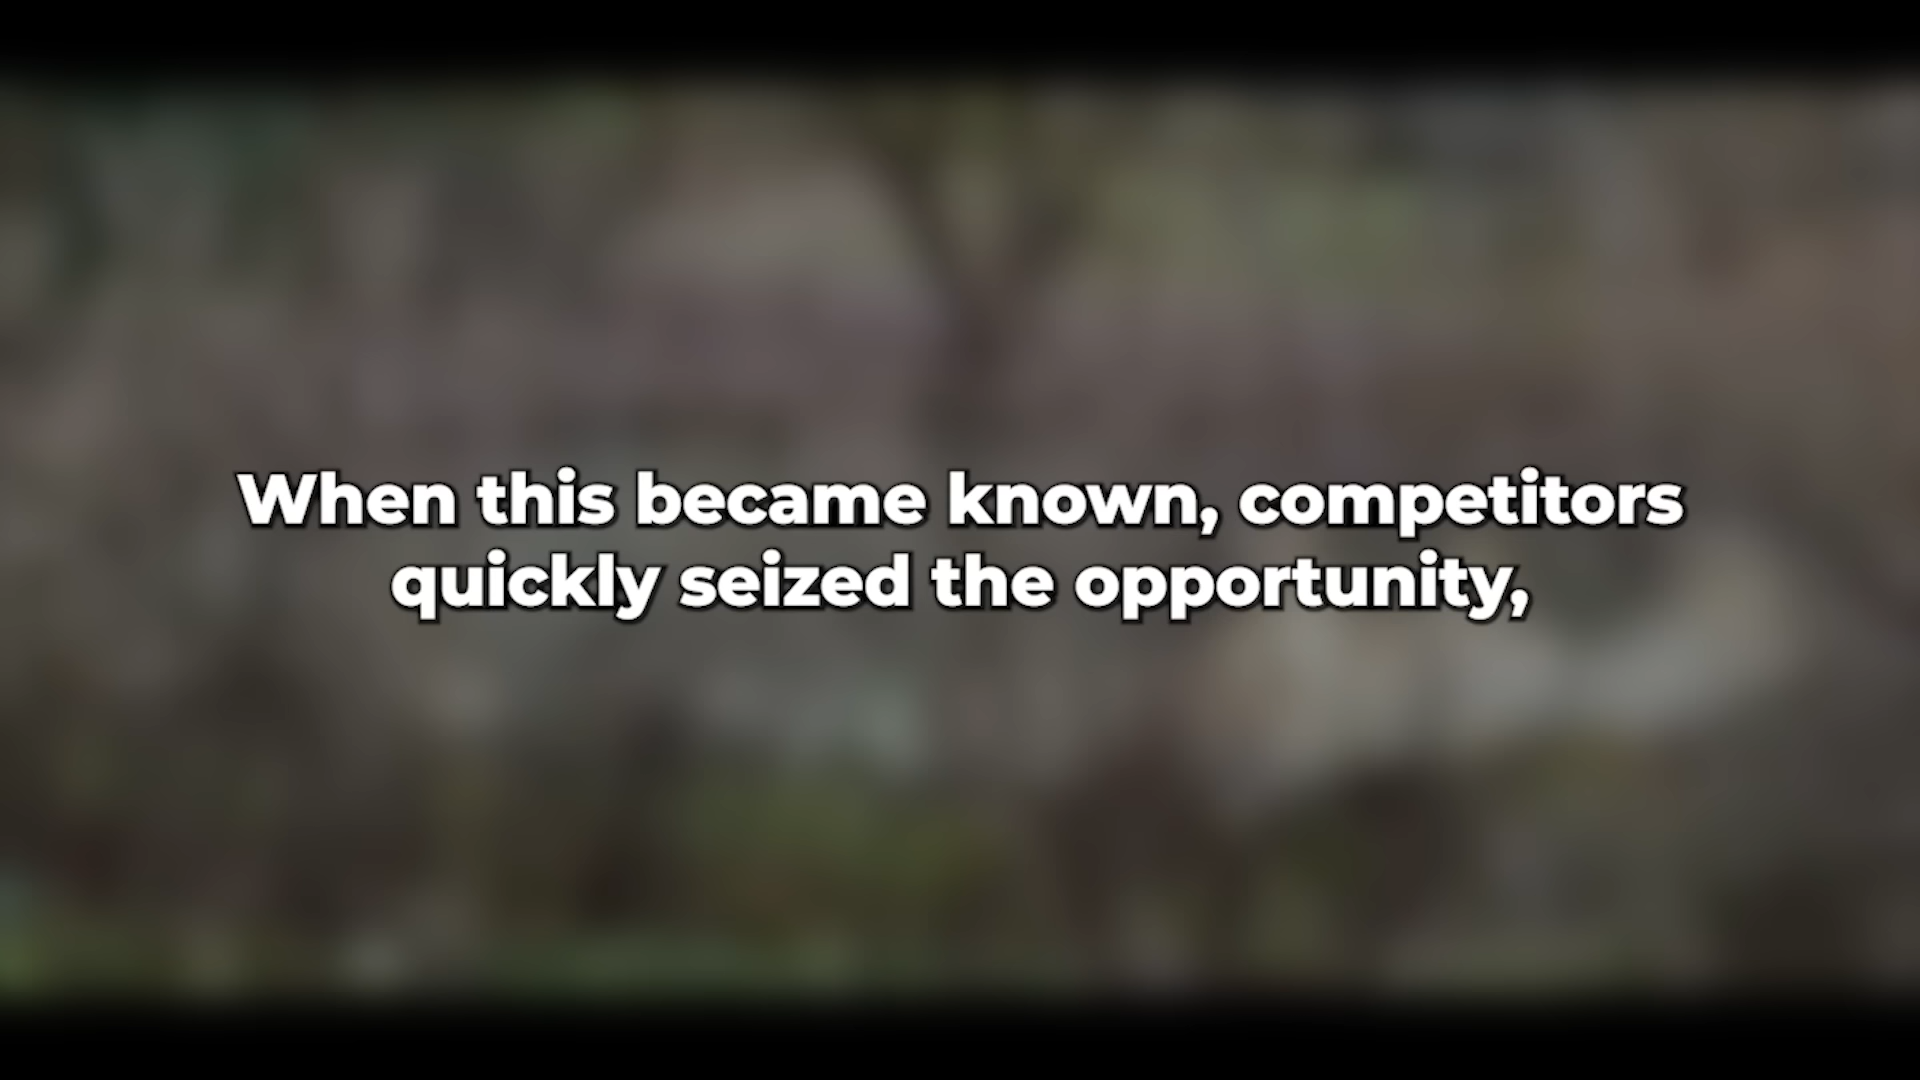 When this became known, competitors
quickly seized the opportunity,